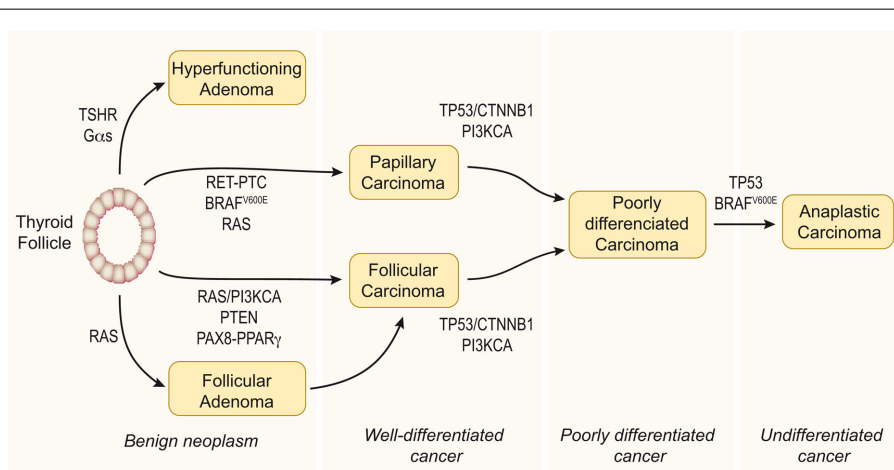 Hyperfunctioning
Adenoma
TSHR
Gαs
TP53/CTNNB1
PI3KCA
Papillary
Carcinoma
RET-PTC
BRAFV600E
RAS
Thyroid
Follicle
Poorly
differenciated
Carcinoma
TP53
BRAFV600E
Anaplastic
Carcinoma
Follicular
Carcinoma
RAS/PI3KCA
PTEN
PAX8-PPARγ
TP53/CTNNB1
PI3KCA
RAS
Follicular
Adenoma
Benign neoplasm
Well-differentiated
cancer
Poorly differentiated
cancer
Undifferentiated
cancer